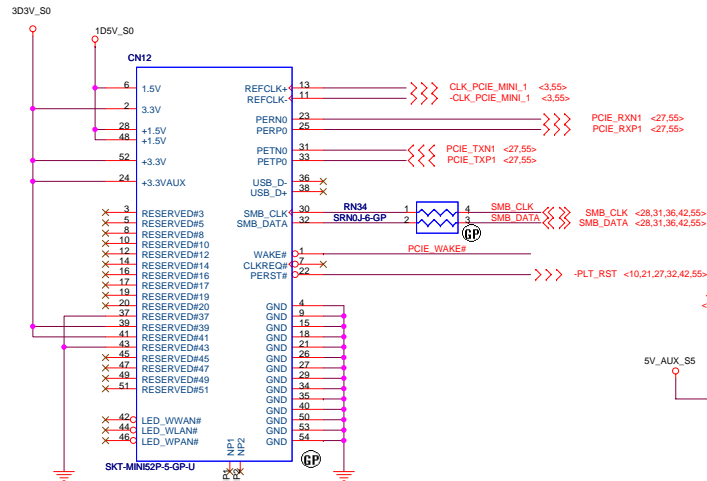 3D3V_S0
1D5V_S0
CN12
6 1.5V
2 3.3V
28 +1.5V
48 +1.5V
52 +3.3V
24 +3.3VAUX
3 RESERVED#3
5 RESERVED#5
8 RESERVED#8
10 RESERVED#10
12 RESERVED#12
14 RESERVED#14
16 RESERVED#16
17 RESERVED#17
19 RESERVED#19
20 RESERVED#20
37 RESERVED#37
39 RESERVED#39
41 RESERVED#41
43 RESERVED#43
45 RESERVED#45
47 RESERVED#47
49 RESERVED#49
51 RESERVED#51
42 LED_WWAN#
44 LED_WLAN#
46 LED_WPAN#
REFCLK+ 13 CLK_PCIE_MINI_1 <3,55>
REFCLK- 11 -CLK_PCIE_MINI_1 <3,55>
PERN0 23 PCIE_RXN1 <27,55>
PERP0 25 PCIE_RXP1 <27,55>
PETN0 31 PCIE_TXN1 <27,55>
PETP0 33 PCIE_TXP1 <27,55>
USB_D- 36
USB_D+ 38
RN34
SMB_CLK 30 1 4 SMB_CLK SMB_CLK <28,31,36,42,55>
SRN0J-6-GP
SMB_DATA 32 2 3 SMB_DATA SMB_DATA <28,31,36,42,55>
GP
WAKE# 1 PCIE_WAKE#
CLKREQ# 7
PERST# 22 -PLT_RST <10,21,27,32,42,55>
<
GND 4
GND 9
GND 15
GND 18
GND 21
GND 26
GND 27
GND 29
GND 34
GND 35
GND 40
GND 50
GND 53
GND 54
NP1
NP2
P1
P2
SKT-MINI52P-5-GP-U
GP
5V_AUX_S5